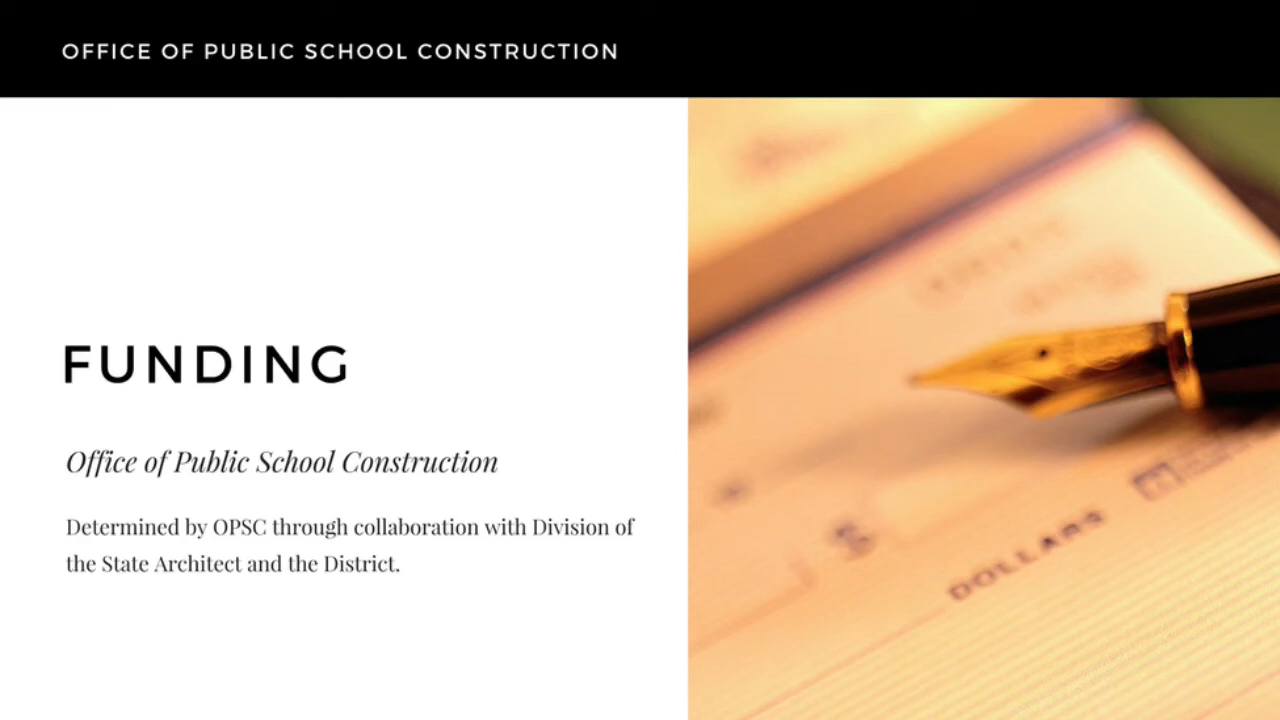 OFFICE OF PUBLIC SCHOOL CONSTRUCTION
FUNDING
Office of Public School Construction
Determined by OPSC through collaboration with Division of
the State Architect and the District.
$
DOLLARS